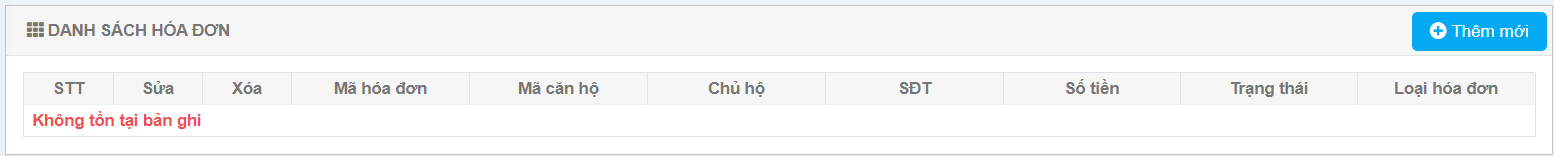 DANH SÁCH HÓA ĐƠN
Thêm mới
STT Sửa Xóa Mã hóa đơn Mã căn hộ Chủ hộ SĐT Số tiền Trạng thái Loại hóa đơn
Không tồn tại bản ghi